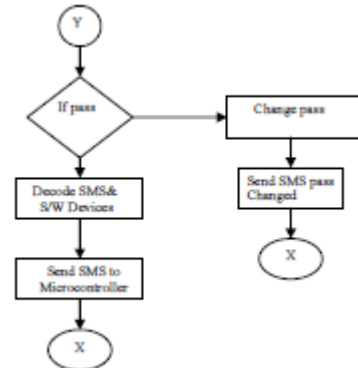 Y
If pass
Change pass
Decode SMS&
S/W Devices
Send SMS pass
Changed
Send SMS to
Microcontroller
X
X